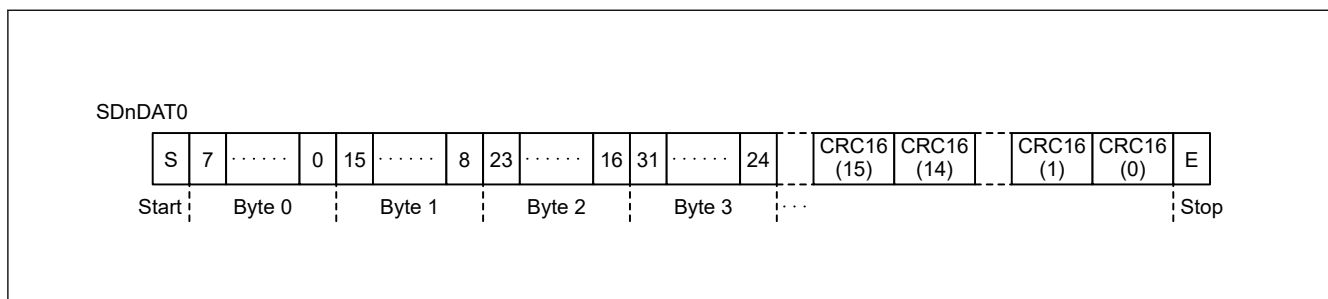 SDnDAT0
S 7 ······ 0 15 ······ 8 23 ······ 16 31 ······ 24 CRC16 (15) CRC16 (14) CRC16 (1) CRC16 (0) E
Start Byte 0 Byte 1 Byte 2 Byte 3 ··· Stop